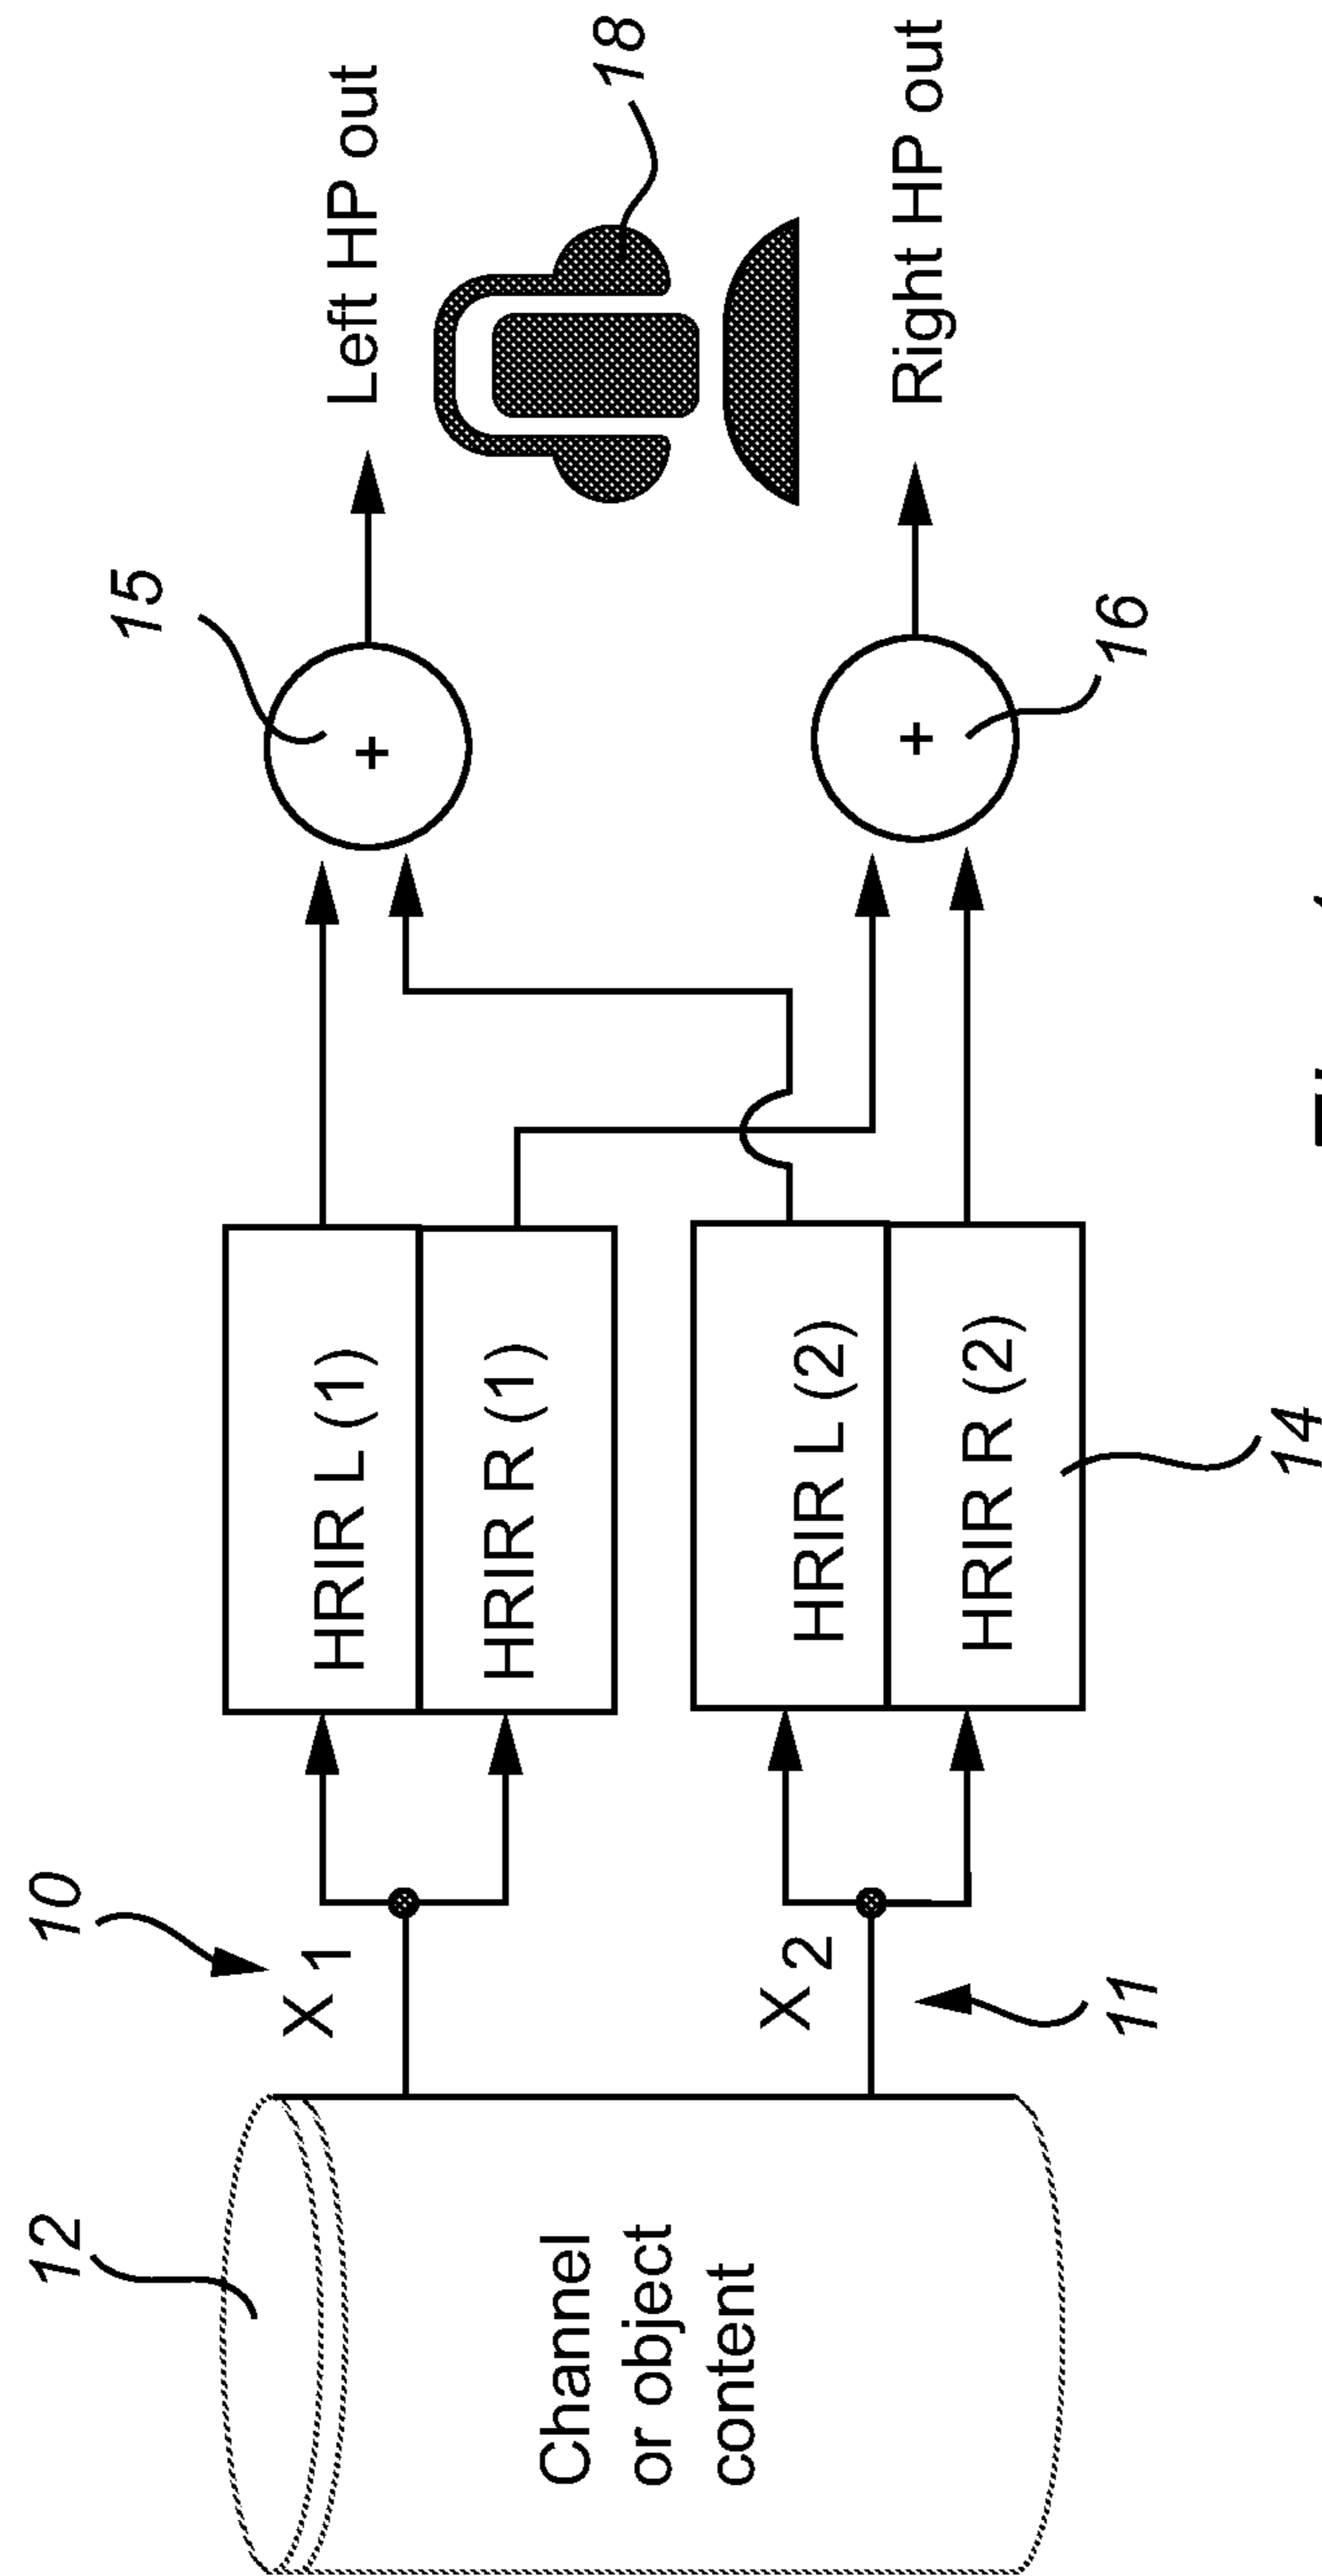 12
Channel
or object
content
10
X 1
X 2
11
HRIR L (1)
HRIR R (1)
HRIR L (2)
HRIR R (2)
14
15
+
+
16
Left HP out
18
Right HP out